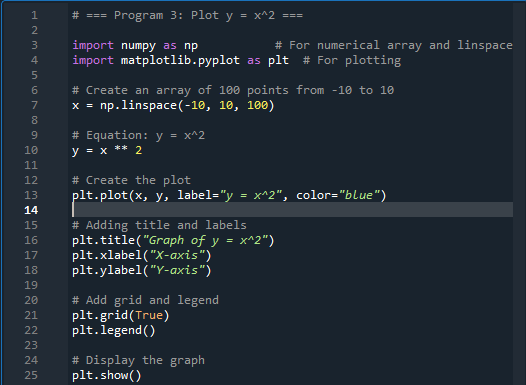 1 # === Program 3: Plot y = x^2 ===
2
3 import numpy as np # For numerical array and linspace
4 import matplotlib.pyplot as plt # For plotting
5
6 # Create an array of 100 points from -10 to 10
7 x = np.linspace(-10, 10, 100)
8
9 # Equation: y = x^2
10 y = x ** 2
11
12 # Create the plot
13 plt.plot(x, y, label="y = x^2", color="blue")
14
15 # Adding title and labels
16 plt.title("Graph of y = x^2")
17 plt.xlabel("X-axis")
18 plt.ylabel("Y-axis")
19
20 # Add grid and legend
21 plt.grid(True)
22 plt.legend()
23
24 # Display the graph
25 plt.show()